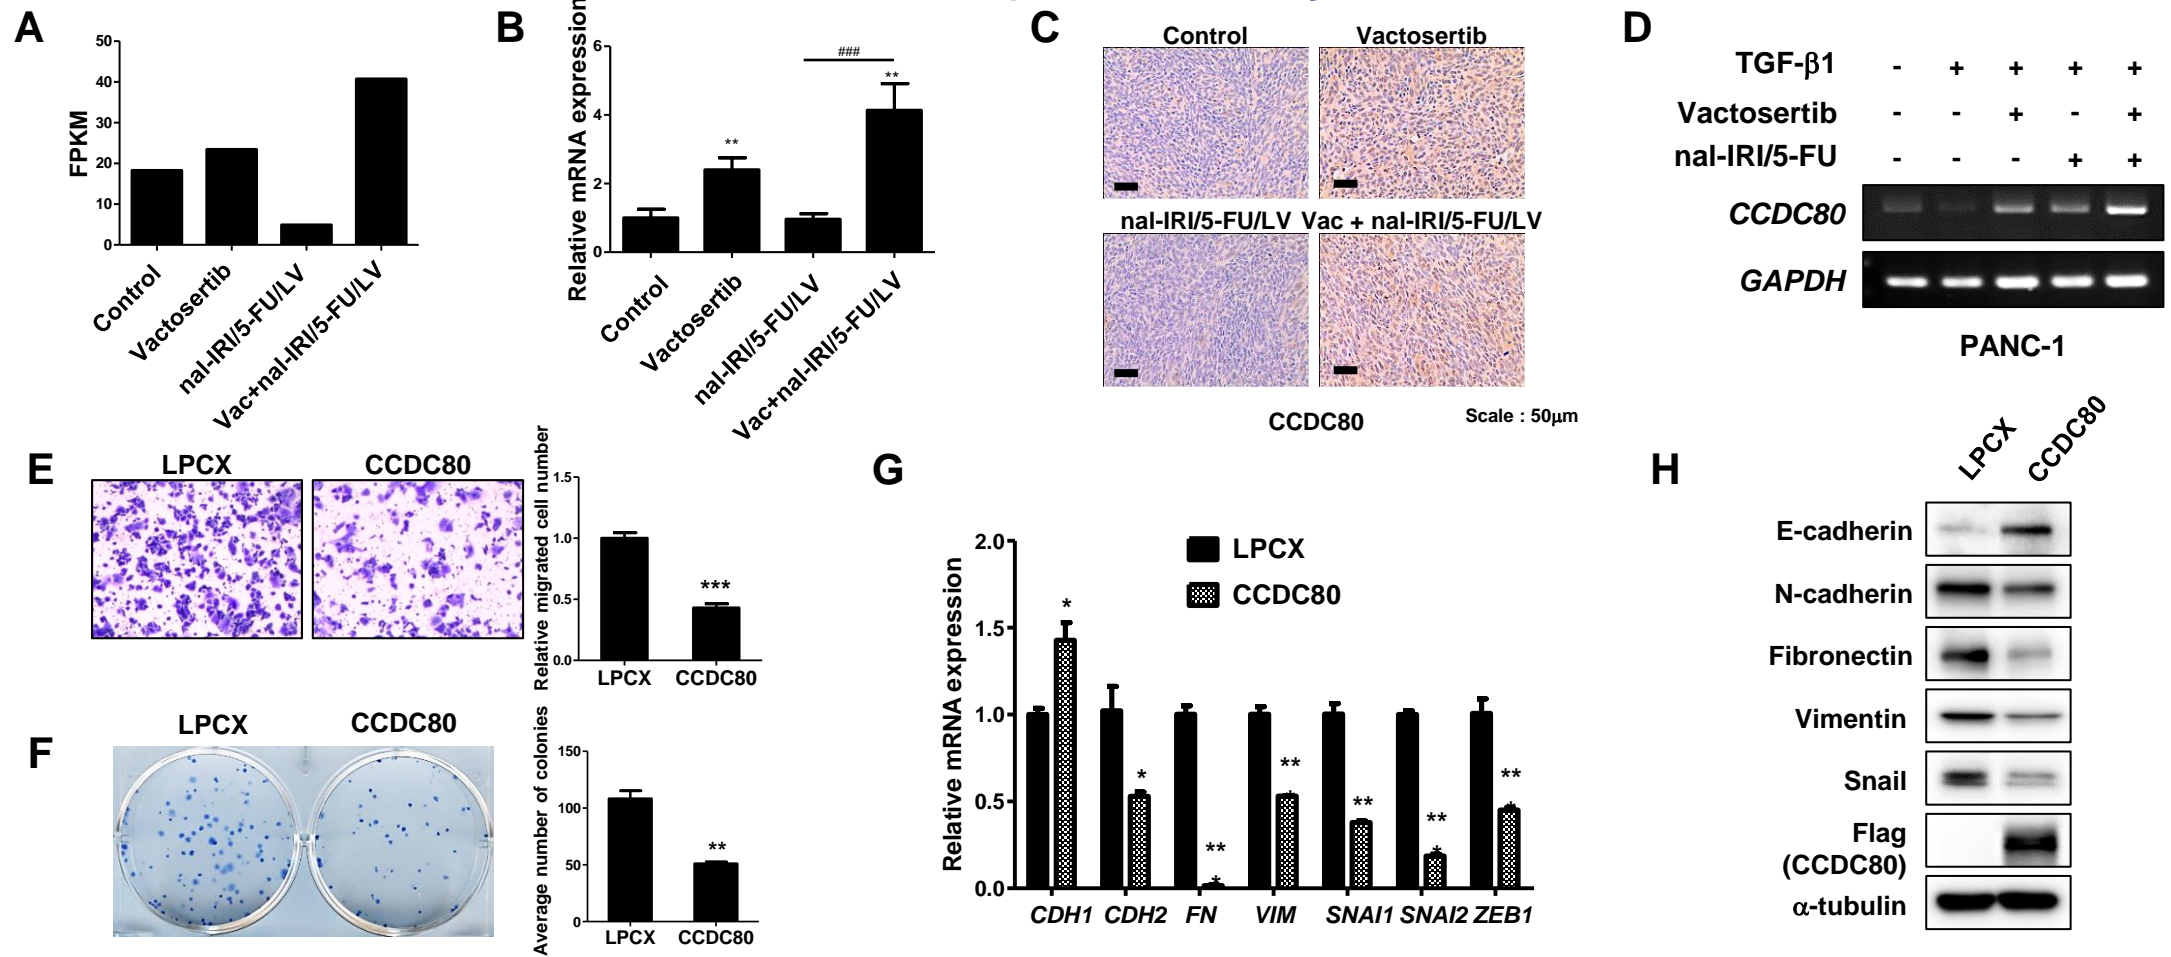 A
FPKM
50
40
30
20
10
0
Control
Vactosertib
nal-IRI/5-FU/LV
Vac+nal-IRI/5-FU/LV
B
Relative mRNA expression
6
4
2
0
**
###
**
Control
Vactosertib
nal-IRI/5-FU/LV
Vac+nal-IRI/5-FU/LV
C
Control
Vactosertib
nal-IRI/5-FU/LV
Vac + nal-IRI/5-FU/LV
CCDC80
Scale : 50μm
D
TGF-β1 - + + + +
Vactosertib - - + - +
nal-IRI/5-FU - - - + +
CCDC80
GAPDH
PANC-1
E
LPCX
CCDC80
Relative migrated cell number
1.5
1.0
0.5
0.0
***
LPCX
CCDC80
F
LPCX
CCDC80
Average number of colonies
150
100
50
0
**
LPCX
CCDC80
G
Relative mRNA expression
2.0
1.5
1.0
0.5
0.0
LPCX
CCDC80
*
*
**
**
**
**
**
CDH1 CDH2 FN VIM SNAI1 SNAI2 ZEB1
H
LPCX
CCDC80
E-cadherin
N-cadherin
Fibronectin
Vimentin
Snail
Flag
(CCDC80)
α-tubulin